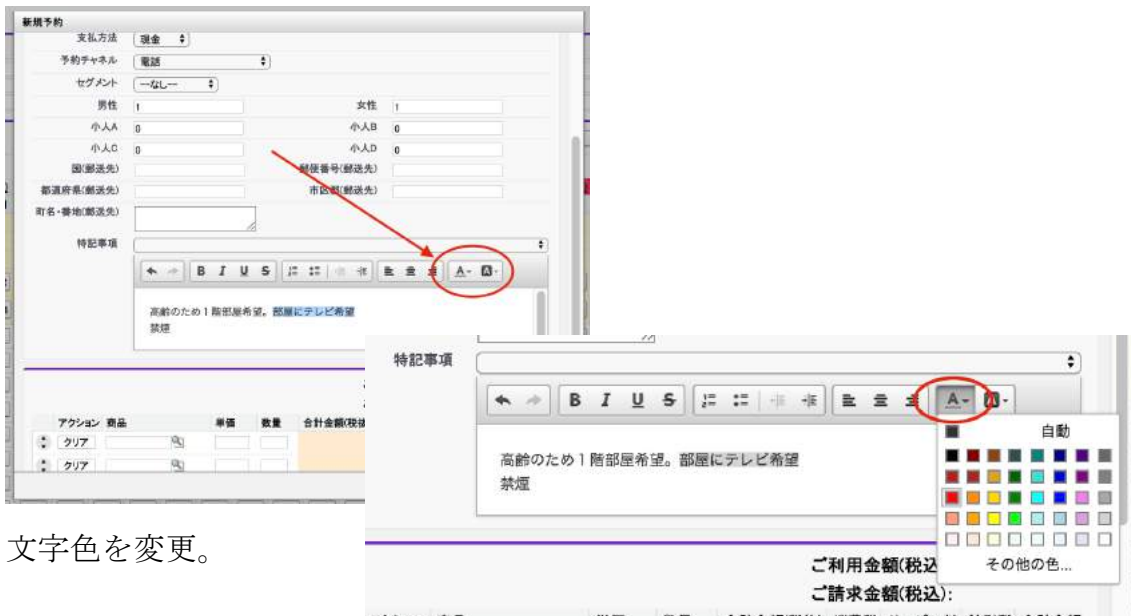 新規予約
支払方法 現金
予約チャネル 電話
セグメント --なし--
男性 1 女性 1
小人A 0 小人B 0
小人C 0 小人D 0
国(郵送先) 郵便番号(郵送先)
都道府県(郵送先) 市区郡(郵送先)
町名・番地(郵送先)
特記事項
B I U S A A
高齢のため1階部屋希望。部屋にテレビ希望
禁煙
アクション 商品 単価 数量 合計金額(税抜
クリア
クリア
文字色を変更。
特記事項
B I U S A A
自動
高齢のため1階部屋希望。部屋にテレビ希望
禁煙
その他の色...
ご利用金額(税込
ご請求金額(税込):